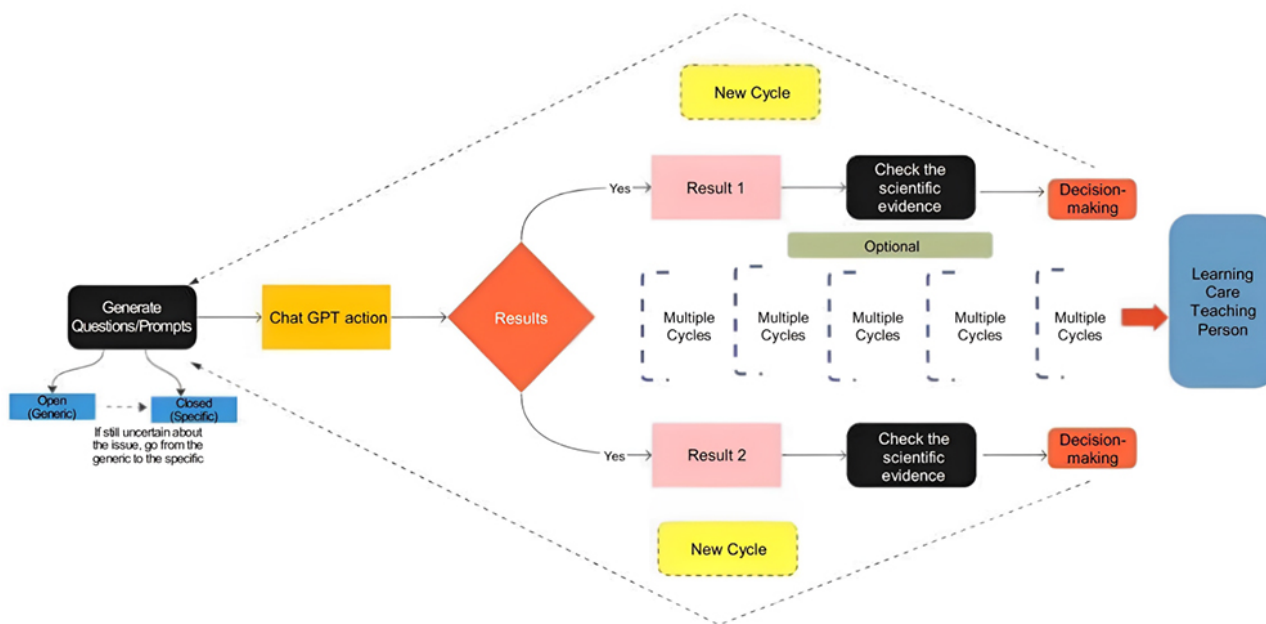 New Cycle
Yes
Result 1
Check the
scientific
evidence
Decision-
making
Optional
Generate
Questions/Prompts
Chat GPT action
Results
Multiple
Cycles
Multiple
Cycles
Multiple
Cycles
Multiple
Cycles
Multiple
Cycles
Learning
Care
Teaching
Person
Open
(Generic)
Closed
(Specific)
If still uncertain about
the issue, go from the
generic to the specific
Yes
Result 2
Check the
scientific
evidence
Decision-
making
New Cycle